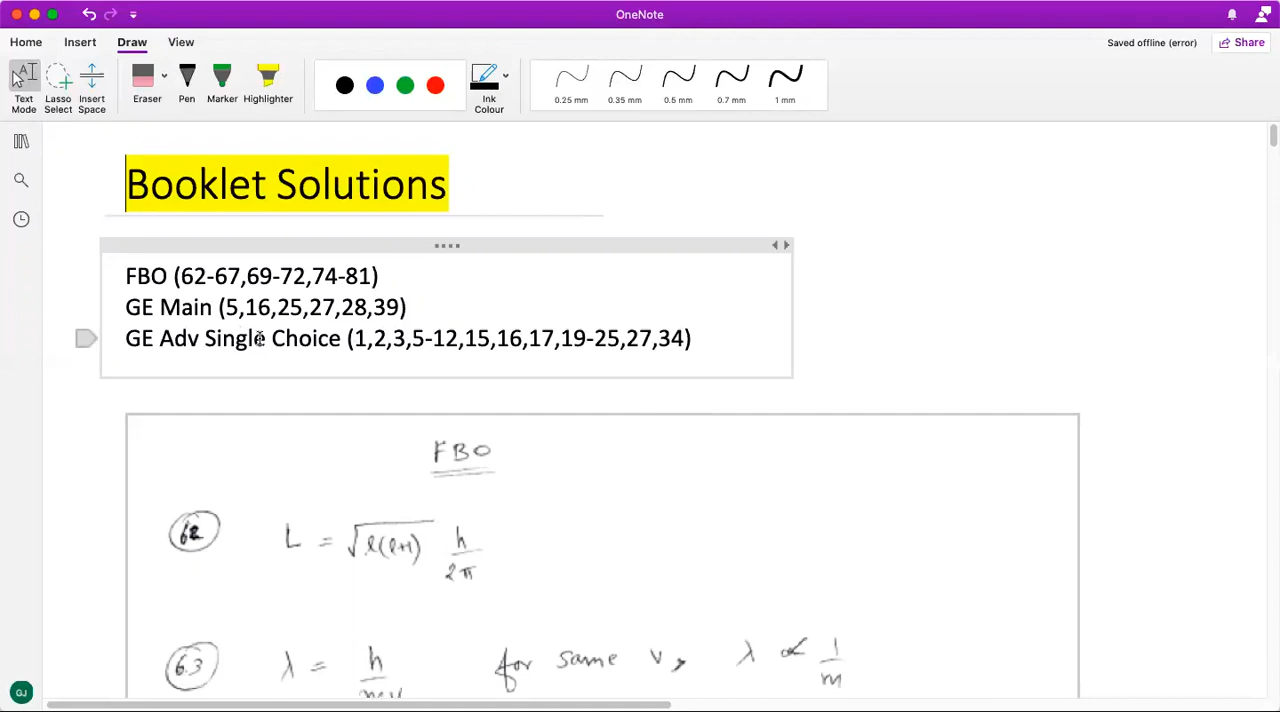 OneNote
Home Insert Draw View
Saved offline (error) Share
Text Mode
Lasso Select
Insert Space
Eraser
Pen
Marker
Highlighter
Ink Colour
0.25 mm 0.35 mm 0.5 mm 0.7 mm 1 mm
Booklet Solutions
FBO (62-67,69-72,74-81)
GE Main (5,16,25,27,28,39)
GE Adv Single Choice (1,2,3,5-12,15,16,17,19-25,27,34)
FBO
62 L = √l(l+1) h/2π
63 λ = h/mev for same v, λ ∝ 1/m
GJ